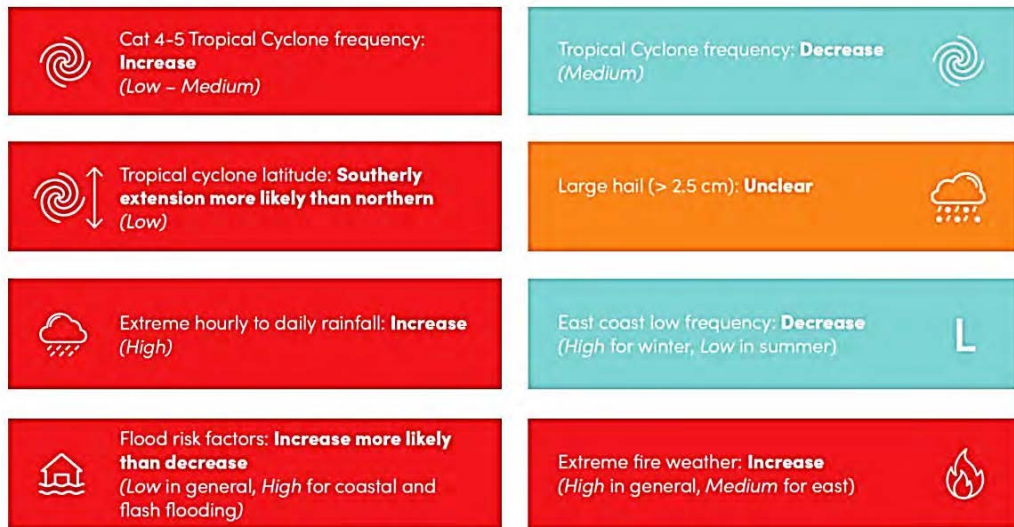 Cat 4-5 Tropical Cyclone frequency:
Increase
(Low – Medium)
Tropical Cyclone frequency: Decrease
(Medium)
Tropical cyclone latitude: Southerly
extension more likely than northern
(Low)
Large hail (> 2.5 cm): Unclear
Extreme hourly to daily rainfall: Increase
(High)
East coast low frequency: Decrease
(High for winter, Low in summer)
L
Flood risk factors: Increase more likely
than decrease
(Low in general, High for coastal and
flash flooding)
Extreme fire weather: Increase
(High in general, Medium for east)